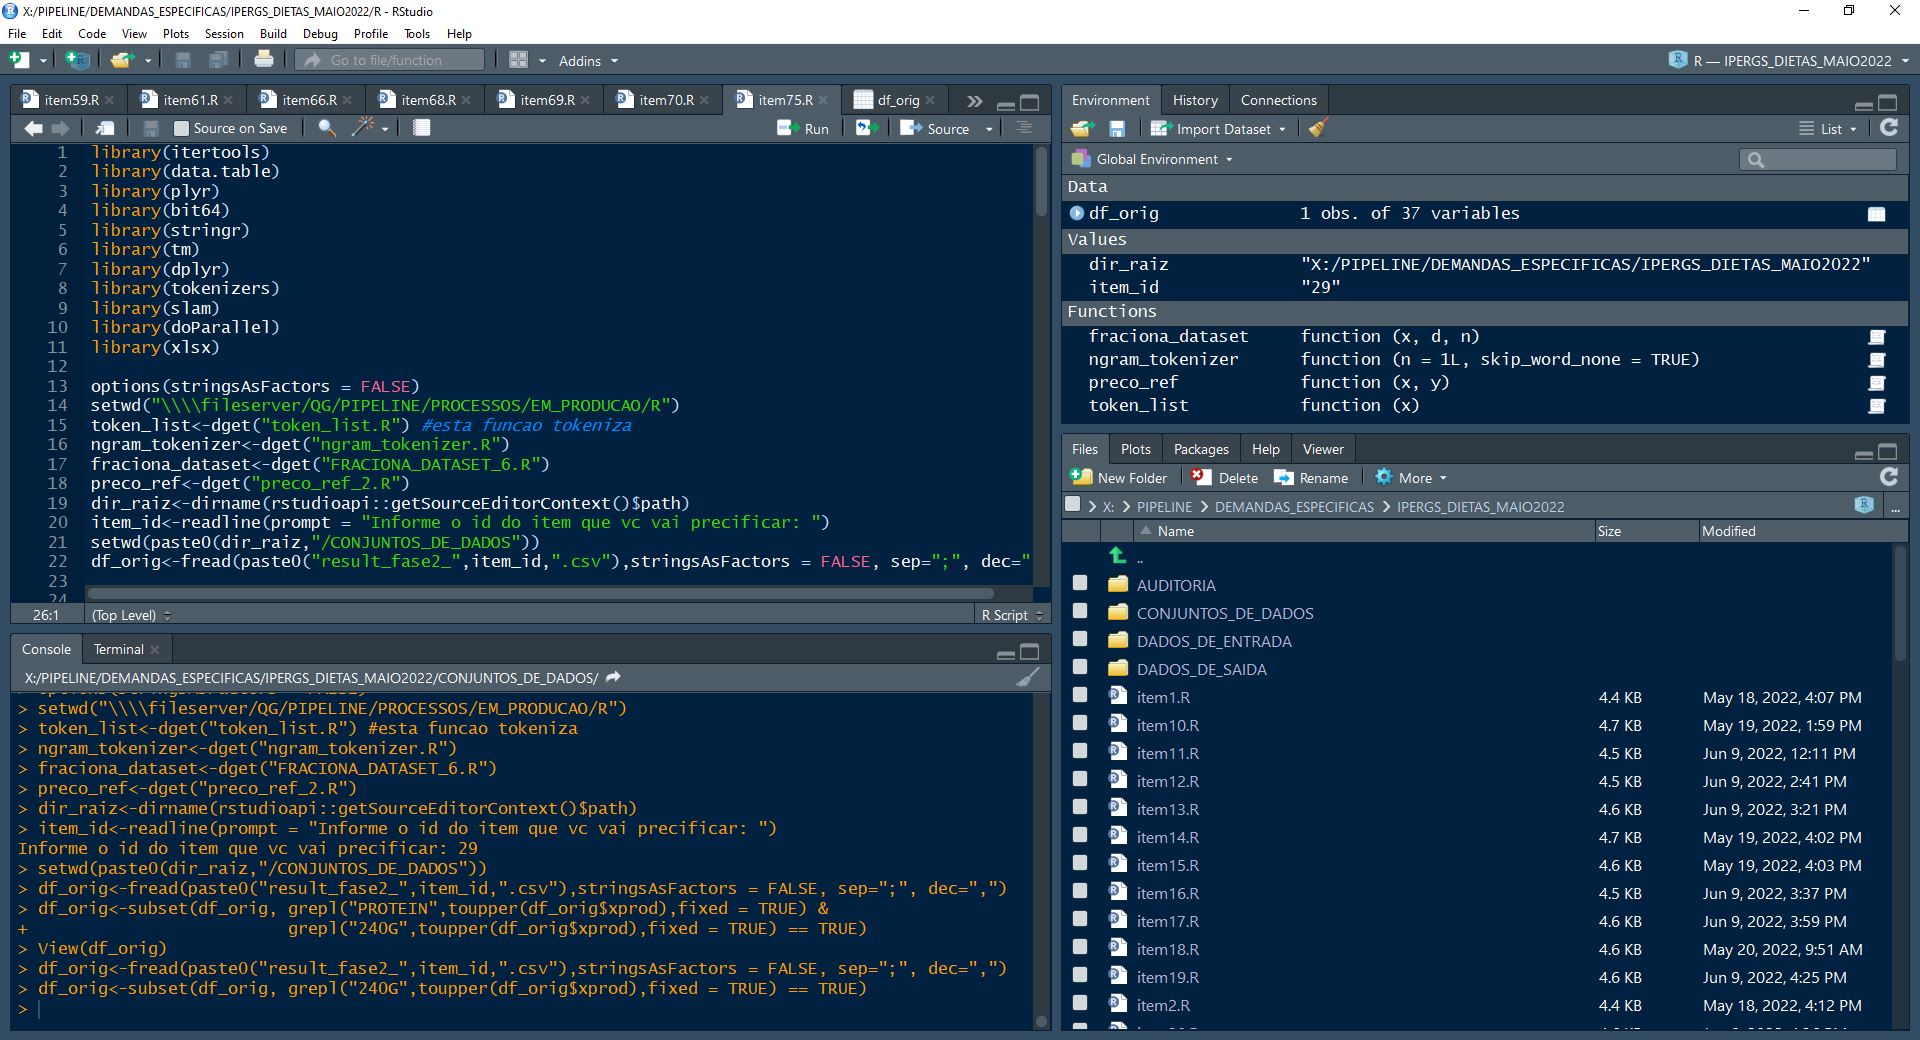 X:/PIPELINE/DEMANDAS_ESPECIFICAS/IPERGS_DIETAS_MAIO2022/R - RStudio
File Edit Code View Plots Session Build Debug Profile Tools Help
Go to file/function Addins R — IPERGS_DIETAS_MAIO2022
item59.R item61.R item66.R item68.R item69.R item70.R item75.R df_orig
Source on Save Run Source
1 library(itertools)
2 library(data.table)
3 library(plyr)
4 library(bit64)
5 library(stringr)
6 library(tm)
7 library(dplyr)
8 library(tokenizers)
9 library(slam)
10 library(doParallel)
11 library(xlsx)
12
13 options(stringsAsFactors = FALSE)
14 setwd("\\\\fileserver/QG/PIPELINE/PROCESSOS/EM_PRODUCAO/R")
15 token_list<-dget("token_list.R") #esta funcao tokeniza
16 ngram_tokenizer<-dget("ngram_tokenizer.R")
17 fraciona_dataset<-dget("FRACIONA_DATASET_6.R")
18 preco_ref<-dget("preco_ref_2.R")
19 dir_raiz<-dirname(rstudioapi::getSourceEditorContext()$path)
20 item_id<-readline(prompt = "Informe o id do item que vc vai precificar: ")
21 setwd(paste0(dir_raiz,"/CONJUNTOS_DE_DADOS"))
22 df_orig<-fread(paste0("result_fase2_",item_id,".csv"),stringsAsFactors = FALSE, sep=";", dec="
23
24
26:1 (Top Level) R Script
Console Terminal
X:/PIPELINE/DEMANDAS_ESPECIFICAS/IPERGS_DIETAS_MAIO2022/CONJUNTOS_DE_DADOS/
> setwd("\\\\fileserver/QG/PIPELINE/PROCESSOS/EM_PRODUCAO/R")
> token_list<-dget("token_list.R") #esta funcao tokeniza
> ngram_tokenizer<-dget("ngram_tokenizer.R")
> fraciona_dataset<-dget("FRACIONA_DATASET_6.R")
> preco_ref<-dget("preco_ref_2.R")
> dir_raiz<-dirname(rstudioapi::getSourceEditorContext()$path)
> item_id<-readline(prompt = "Informe o id do item que vc vai precificar: ")
Informe o id do item que vc vai precificar: 29
> setwd(paste0(dir_raiz,"/CONJUNTOS_DE_DADOS"))
> df_orig<-fread(paste0("result_fase2_",item_id,".csv"),stringsAsFactors = FALSE, sep=";", dec=",")
> df_orig<-subset(df_orig, grepl("PROTEIN",toupper(df_orig$xprod),fixed = TRUE) &
+ grepl("240G",toupper(df_orig$xprod),fixed = TRUE) == TRUE)
> View(df_orig)
> df_orig<-fread(paste0("result_fase2_",item_id,".csv"),stringsAsFactors = FALSE, sep=";", dec=",")
> df_orig<-subset(df_orig, grepl("240G",toupper(df_orig$xprod),fixed = TRUE) == TRUE)
>
Environment History Connections
Import Dataset List
Global Environment
Data
df_orig 1 obs. of 37 variables
Values
dir_raiz "X:/PIPELINE/DEMANDAS_ESPECIFICAS/IPERGS_DIETAS_MAIO2022"
item_id "29"
Functions
fraciona_dataset function (x, d, n)
ngram_tokenizer function (n = 1L, skip_word_none = TRUE)
preco_ref function (x, y)
token_list function (x)
Files Plots Packages Help Viewer
New Folder Delete Rename More
X: PIPELINE DEMANDAS_ESPECIFICAS IPERGS_DIETAS_MAIO2022 ...
Name Size Modified
..
AUDITORIA
CONJUNTOS_DE_DADOS
DADOS_DE_ENTRADA
DADOS_DE_SAIDA
item1.R 4.4 KB May 18, 2022, 4:07 PM
item10.R 4.7 KB May 19, 2022, 1:59 PM
item11.R 4.5 KB Jun 9, 2022, 12:11 PM
item12.R 4.5 KB Jun 9, 2022, 2:41 PM
item13.R 4.6 KB Jun 9, 2022, 3:21 PM
item14.R 4.7 KB May 19, 2022, 4:02 PM
item15.R 4.6 KB May 19, 2022, 4:03 PM
item16.R 4.5 KB Jun 9, 2022, 3:37 PM
item17.R 4.6 KB Jun 9, 2022, 3:59 PM
item18.R 4.6 KB May 20, 2022, 9:51 AM
item19.R 4.6 KB Jun 9, 2022, 4:25 PM
item2.R 4.4 KB May 18, 2022, 4:12 PM